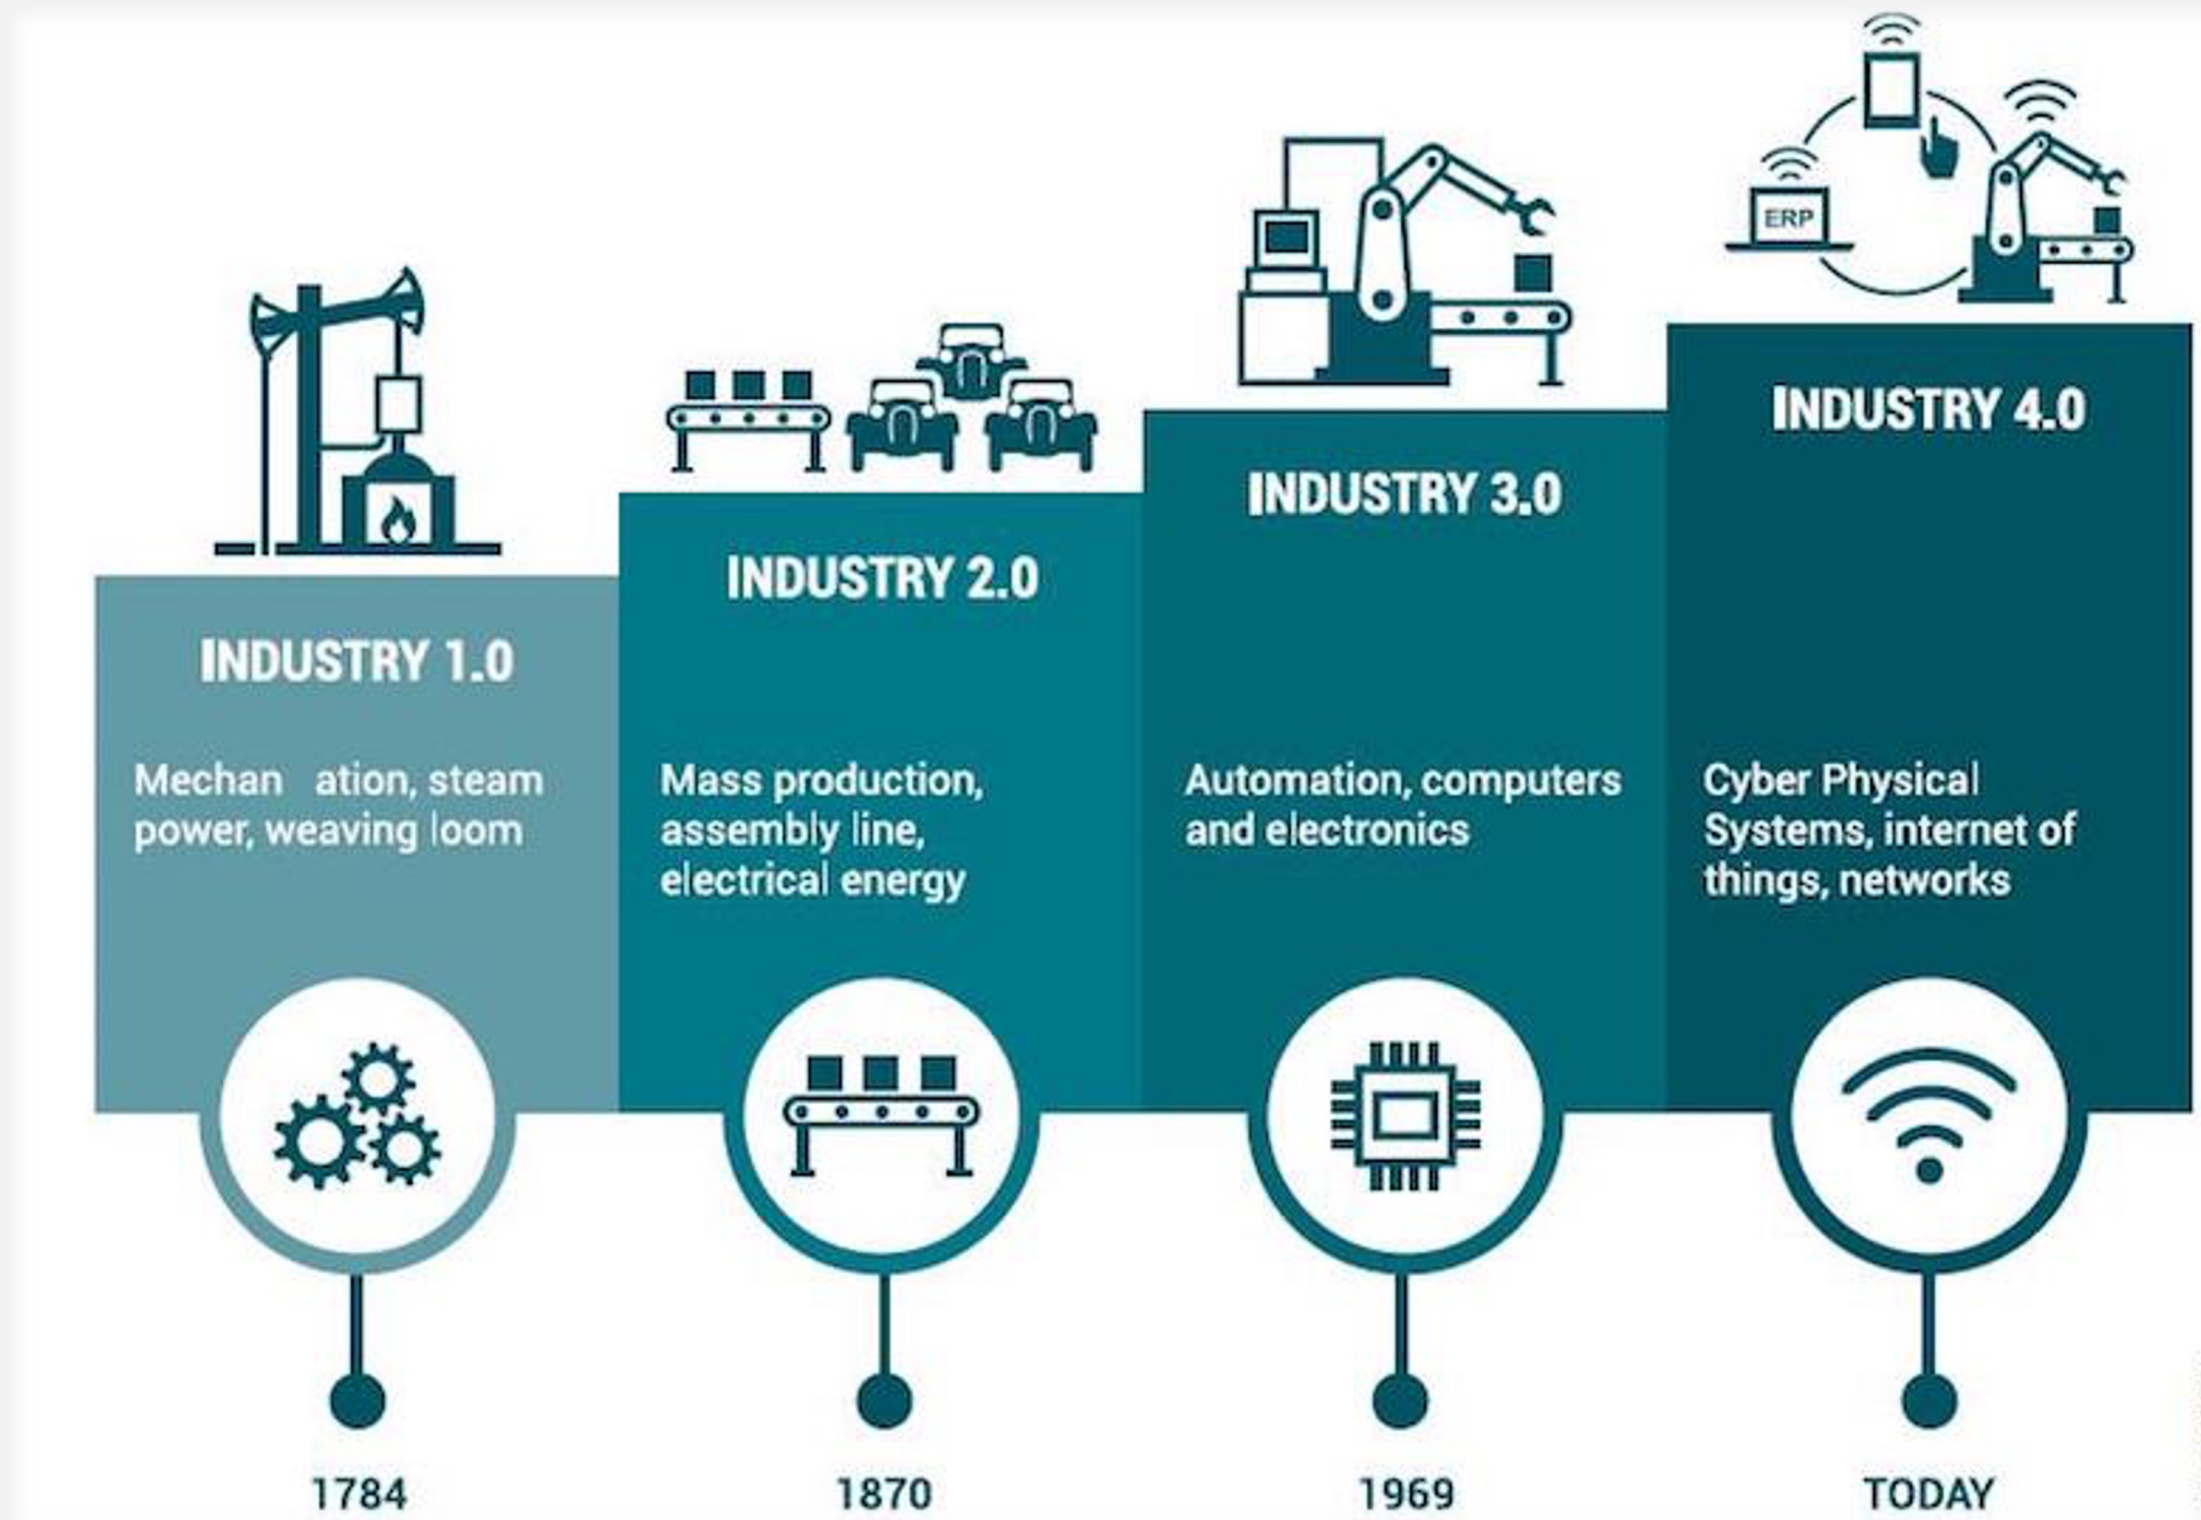 ERP
INDUSTRY 1.0
Mechan ation, steam
power, weaving loom
1784
INDUSTRY 2.0
Mass production,
assembly line,
electrical energy
1870
INDUSTRY 3.0
Automation, computers
and electronics
1969
INDUSTRY 4.0
Cyber Physical
Systems, internet of
things, networks
TODAY